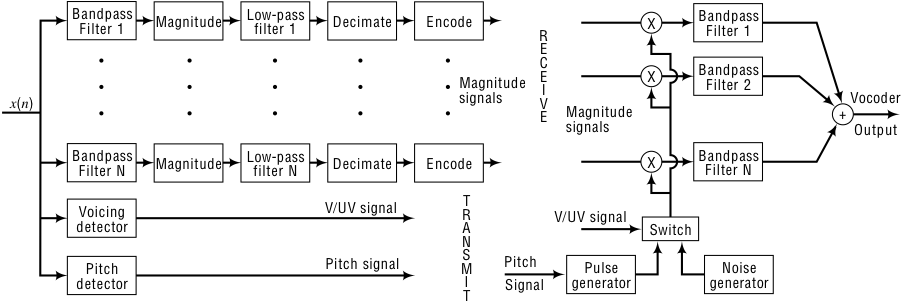 Bandpass
Filter 1
Magnitude
Low-pass
filter 1
Decimate
Encode
x(n)
Magnitude
signals
Bandpass
Filter N
Magnitude
Low-pass
filter N
Decimate
Encode
Voicing
detector
V/UV signal
Pitch
detector
Pitch signal
TRANSMIT
RECEIVE
X
Bandpass
Filter 1
X
Bandpass
Filter 2
Magnitude
signals
X
Bandpass
Filter N
+
Vocoder
Output
V/UV signal
Switch
Pitch
Signal
Pulse
generator
Noise
generator